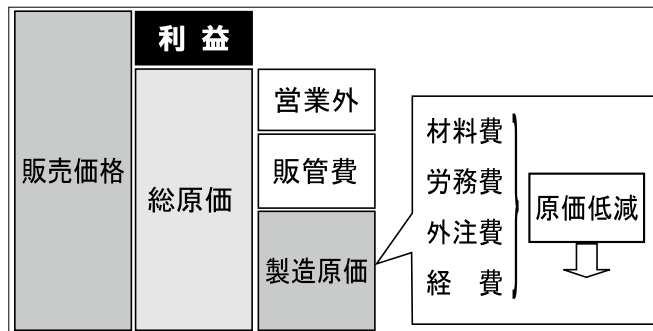 利 益
販売価格
総原価
営業外
販管費
製造原価
材料費
労務費
外注費
経　費
原価低減